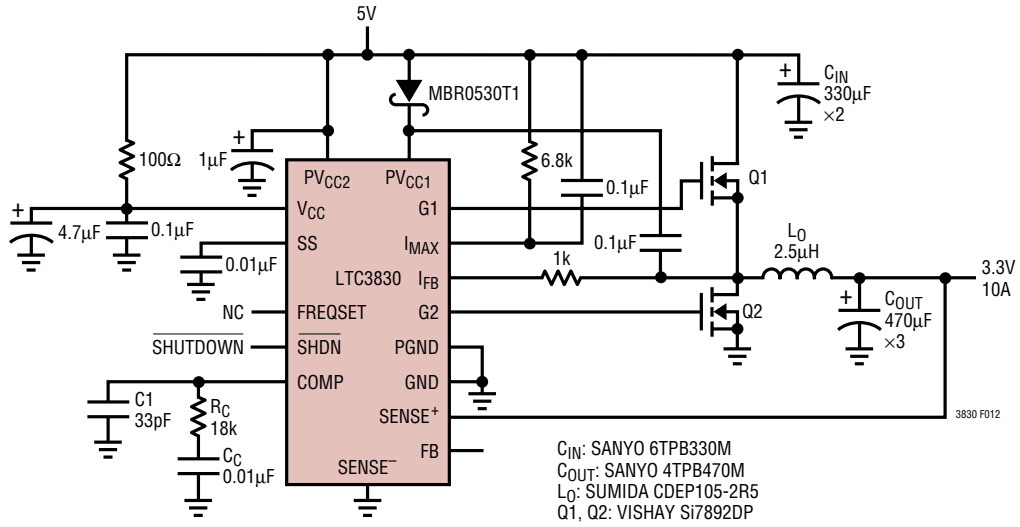 5V
MBR0530T1
+
C_IN
330µF
×2
100Ω
+
1µF
6.8k
0.1µF
Q1
PV_CC2
PV_CC1
V_CC
G1
+
4.7µF
0.1µF
SS
I_MAX
0.1µF
L_O
2.5µH
0.01µF
LTC3830
I_FB
1k
3.3V
10A
NC
FREQSET
G2
Q2
+
C_OUT
470µF
×3
SHUTDOWN
SHDN
PGND
COMP
GND
C1
33pF
R_C
18k
SENSE+
3830 F012
FB
C_C
0.01µF
SENSE–
C_IN: SANYO 6TPB330M
C_OUT: SANYO 4TPB470M
L_O: SUMIDA CDEP105-2R5
Q1, Q2: VISHAY Si7892DP